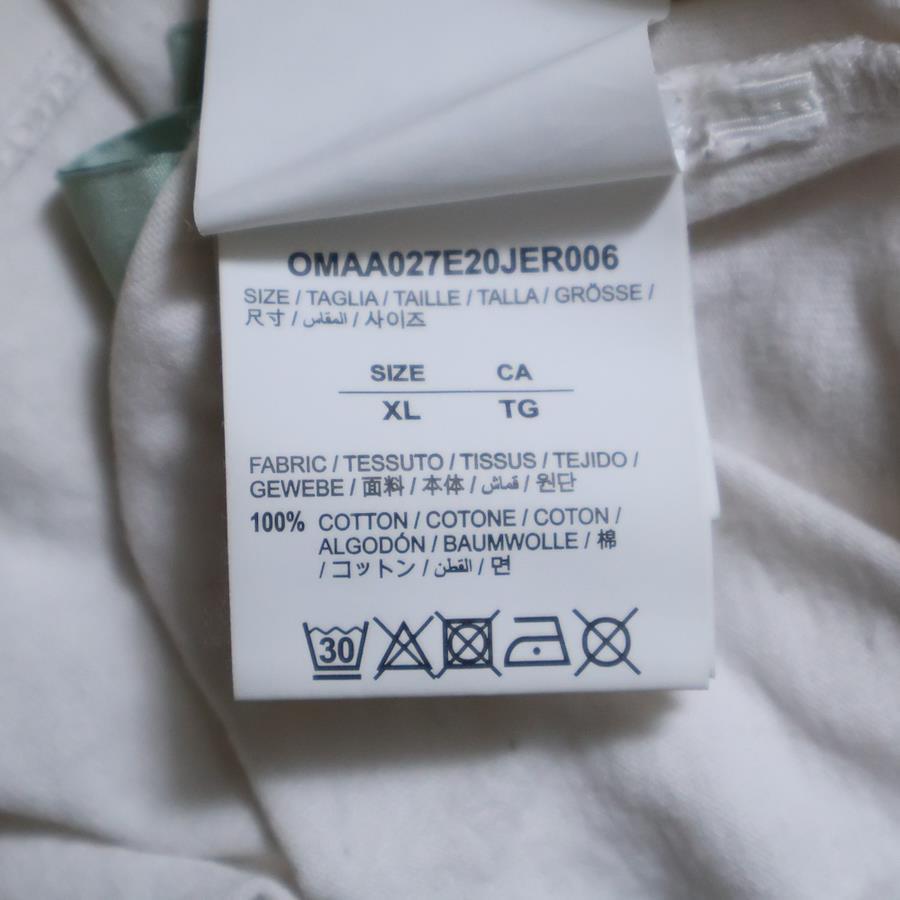 OMAA027E20JER006
SIZE / TAGLIA / TAILLE / TALLA / GRÖSSE /
尺寸 / المقاس / 사이즈
SIZE CA
XL TG
FABRIC / TESSUTO / TISSUS / TEJIDO /
GEWEBE / 面料 / 本体 / قماش / 원단
100% COTTON / COTONE / COTON /
ALGODÓN / BAUMWOLLE / 棉
/ コットン / القطن / 면
30